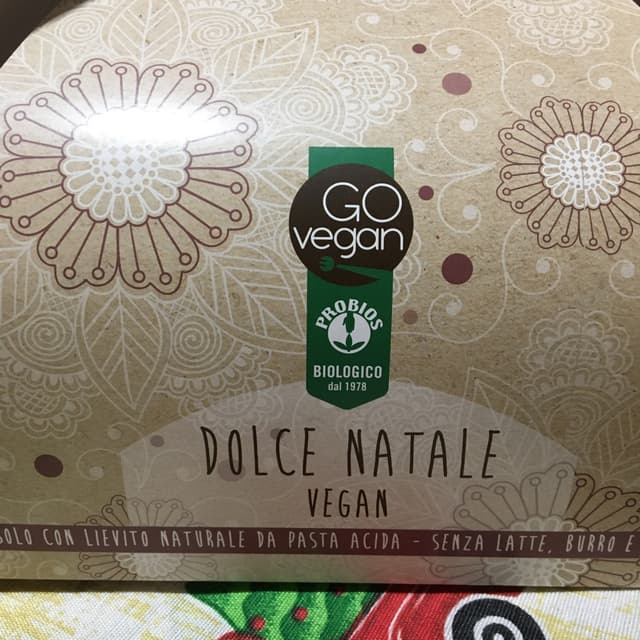 GO
vegan
PROBIOS
BIOLOGICO
dal 1978
DOLCE NATALE
VEGAN
SOLO CON LIEVITO NATURALE DA PASTA ACIDA - SENZA LATTE, BURRO E